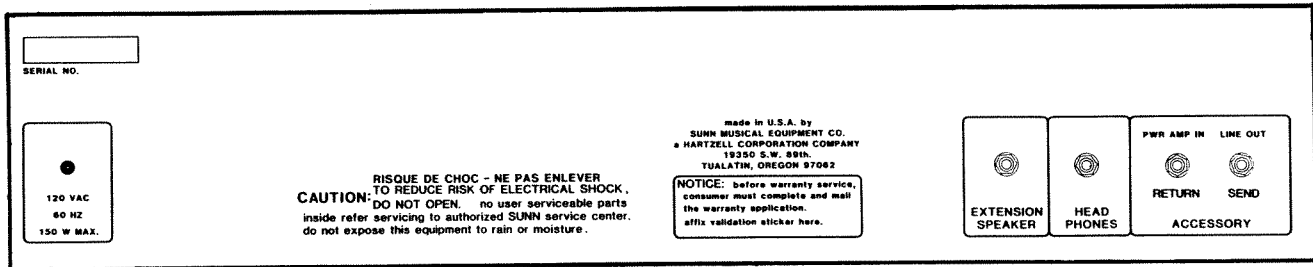 SERIAL NO.
120 VAC
60 HZ
150 W MAX.
RISQUE DE CHOC - NE PAS ENLEVER
CAUTION: TO REDUCE RISK OF ELECTRICAL SHOCK,
DO NOT OPEN. no user serviceable parts
inside refer servicing to authorized SUNN service center.
do not expose this equipment to rain or moisture.
made in U.S.A. by
SUNN MUSICAL EQUIPMENT CO.
a HARTZELL CORPORATION COMPANY
19350 S.W. 89th.
TUALATIN, OREGON 97062
NOTICE: before warranty service,
consumer must complete and mail
the warranty application.
affix validation sticker here.
EXTENSION
SPEAKER
HEAD
PHONES
PWR AMP IN LINE OUT
RETURN SEND
ACCESSORY